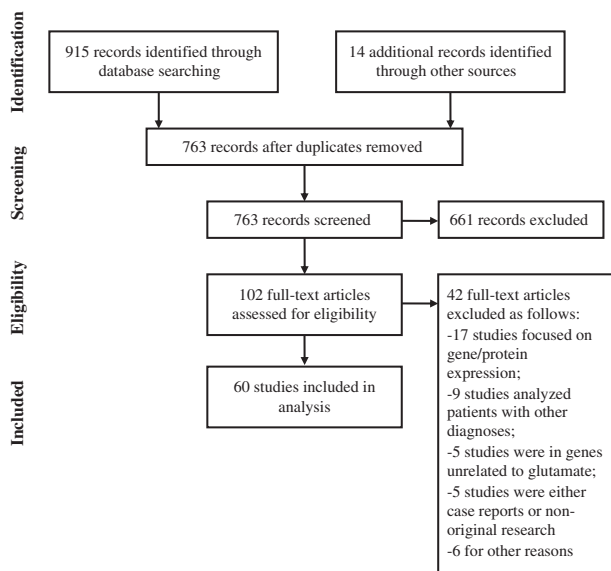 Identification
915 records identified through
database searching
14 additional records identified
through other sources
763 records after duplicates removed
Screening
763 records screened
661 records excluded
Eligibility
102 full-text articles
assessed for eligibility
42 full-text articles
excluded as follows:
-17 studies focused on
gene/protein
expression;
-9 studies analyzed
patients with other
diagnoses;
-5 studies were in genes
unrelated to glutamate;
-5 studies were either
case reports or non-
original research
-6 for other reasons
Included
60 studies included in
analysis